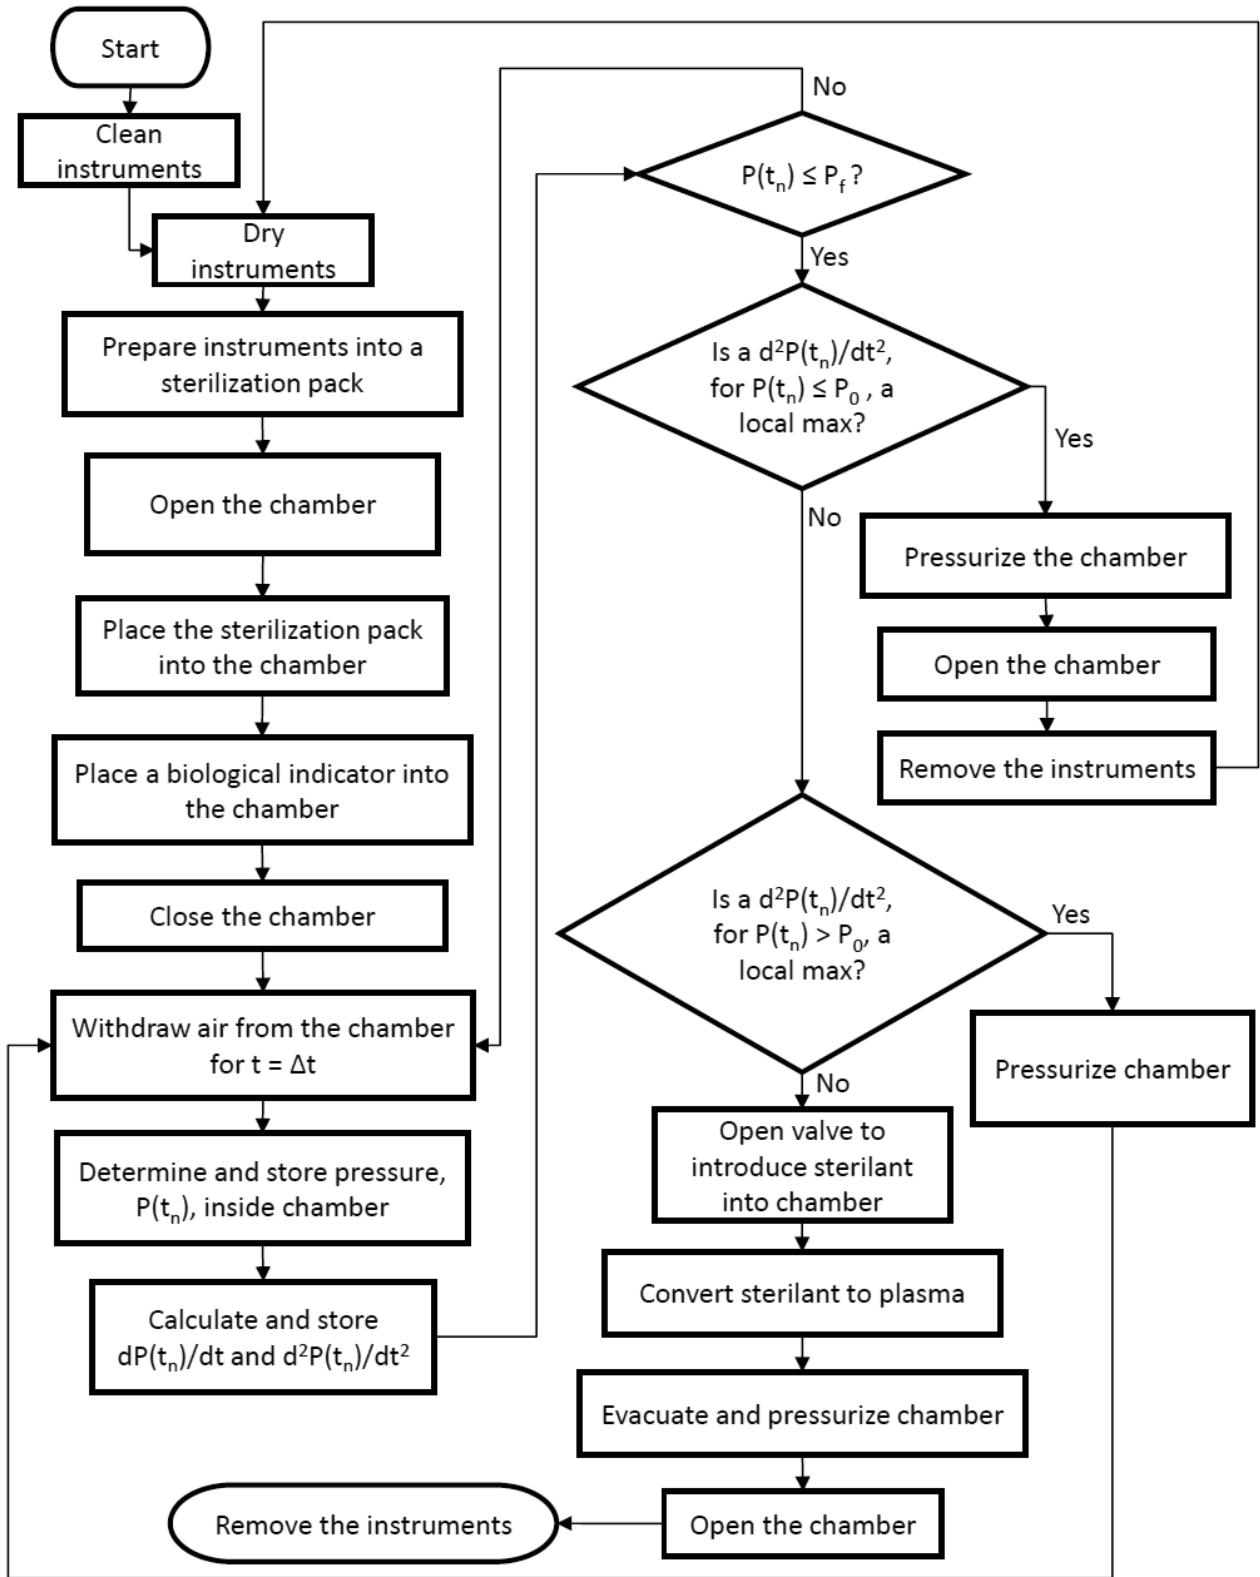 Start
Clean
instruments
Dry
instruments
Prepare instruments into a
sterilization pack
Open the chamber
Place the sterilization pack
into the chamber
Place a biological indicator into
the chamber
Close the chamber
Withdraw air from the chamber
for t = Δt
Determine and store pressure,
P(tₙ), inside chamber
Calculate and store
dP(tₙ)/dt and d²P(tₙ)/dt²
No
P(tₙ) ≤ P_f ?
Yes
Is a d²P(tₙ)/dt²,
for P(tₙ) ≤ P₀ , a
local max?
Yes
No
Pressurize the chamber
Open the chamber
Remove the instruments
Is a d²P(tₙ)/dt²,
for P(tₙ) > P₀, a
local max?
Yes
No
Pressurize chamber
Open valve to
introduce sterilant
into chamber
Convert sterilant to plasma
Evacuate and pressurize chamber
Open the chamber
Remove the instruments